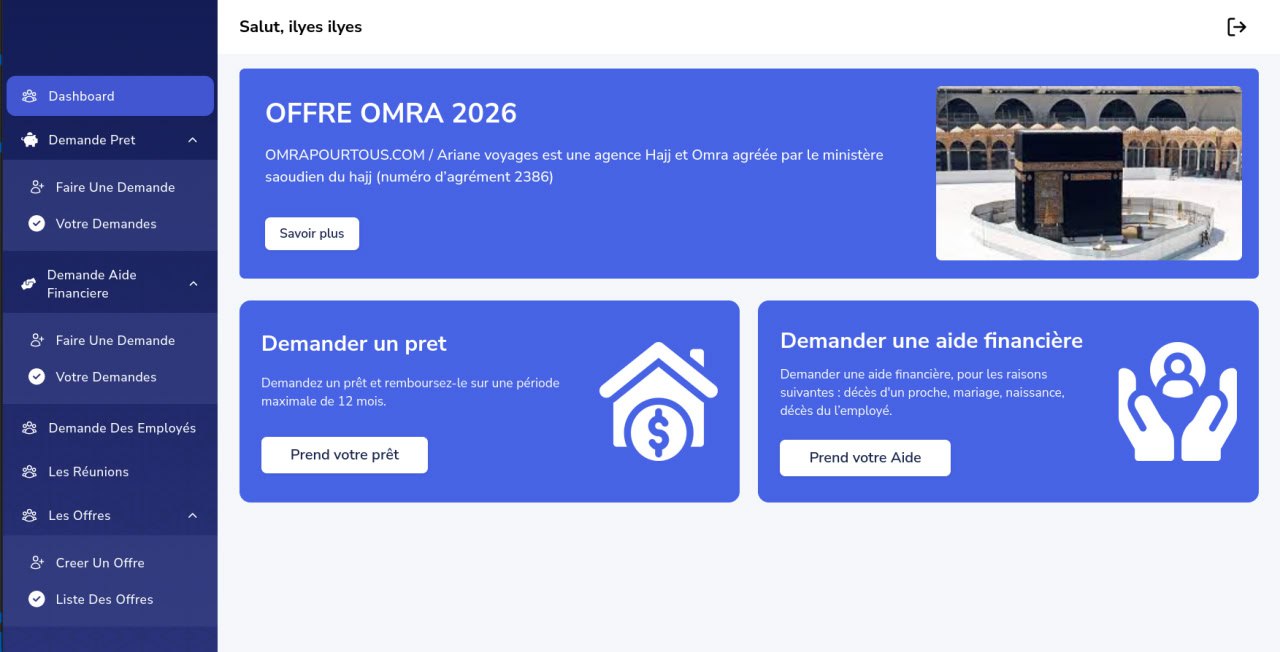 Salut, ilyes ilyes
Dashboard
Demande Pret
Faire Une Demande
Votre Demandes
Demande Aide
Financiere
Faire Une Demande
Votre Demandes
Demande Des Employés
Les Réunions
Les Offres
Creer Un Offre
Liste Des Offres
OFFRE OMRA 2026
OMRAPOURTOUS.COM / Ariane voyages est une agence Hajj et Omra agréée par le ministère
saoudien du hajj (numéro d'agrément 2386)
Savoir plus
Demander un pret
Demandez un prêt et remboursez-le sur une période
maximale de 12 mois.
Prend votre prêt
Demander une aide financière
Demander une aide financière, pour les raisons
suivantes : décès d'un proche, mariage, naissance,
décès du l'employé.
Prend votre Aide